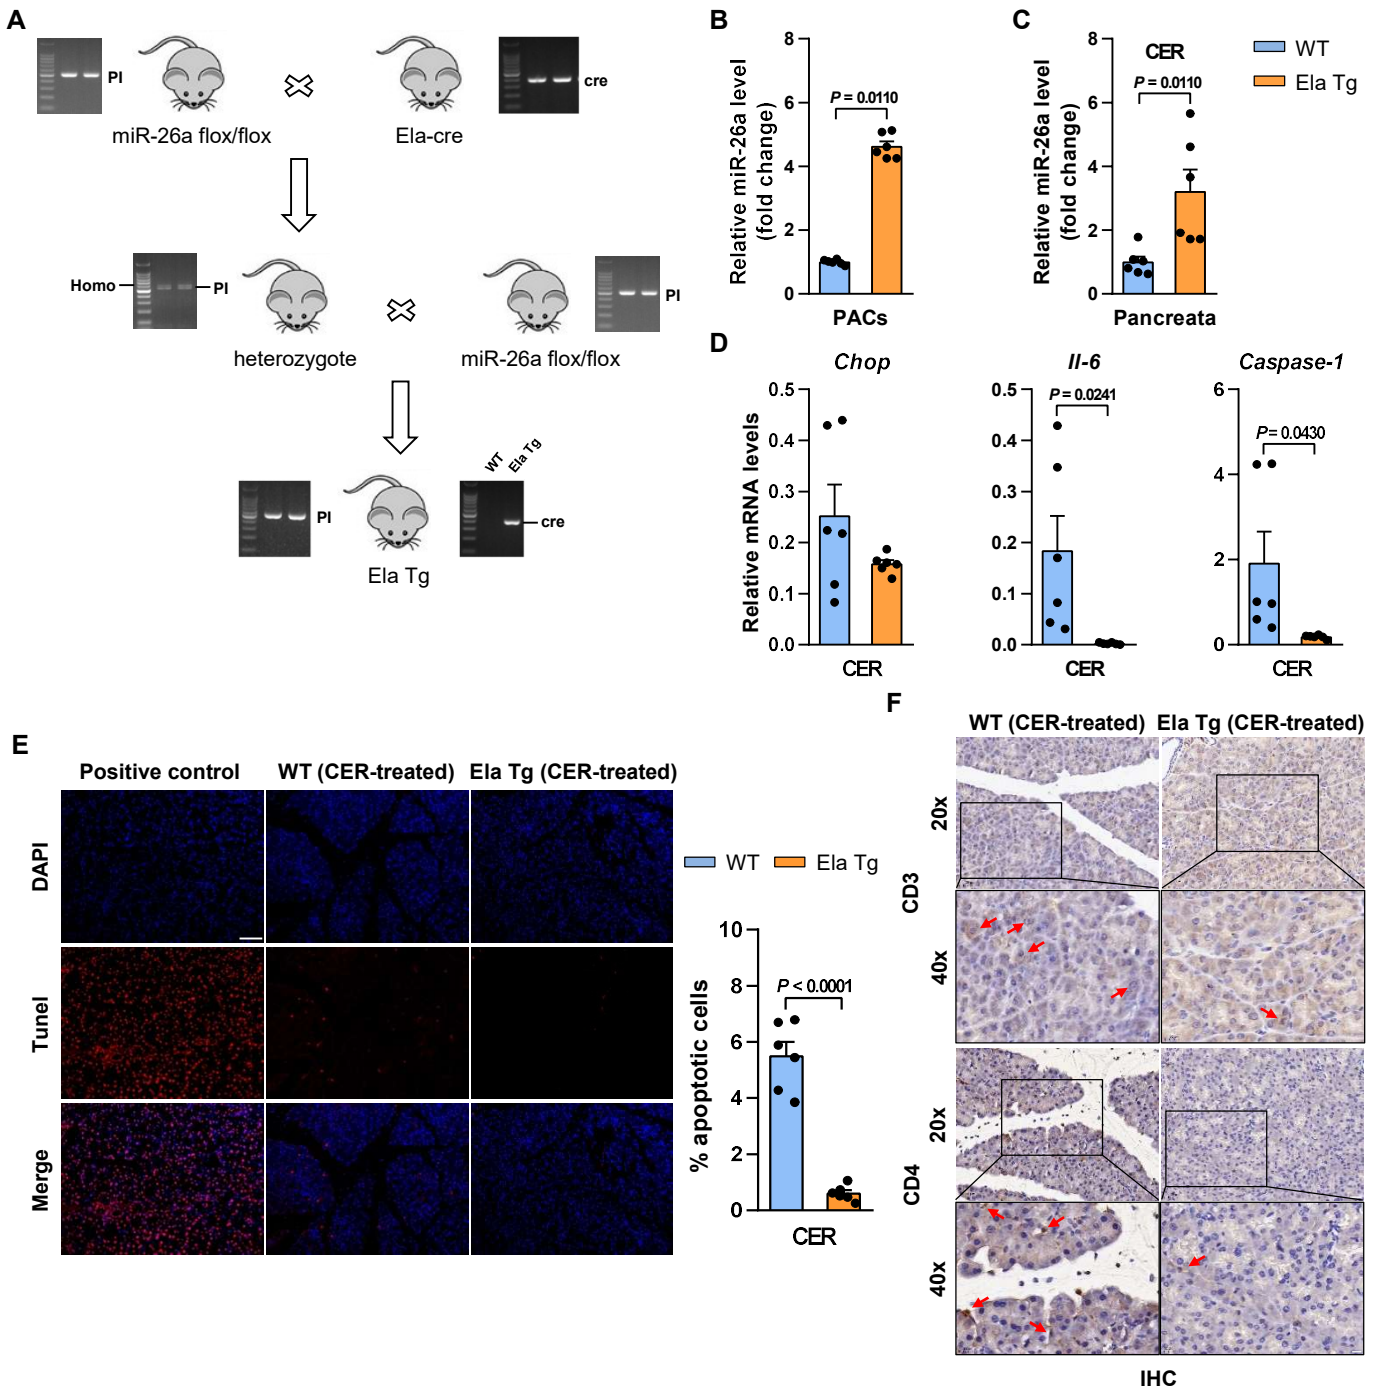 A
PI
miR-26a flox/flox
Ela-cre
cre
Homo
PI
heterozygote
miR-26a flox/flox
PI
PI
Ela Tg
WT
Ela Tg
cre
B
Relative miR-26a level
(fold change)
8
6
4
2
0
P = 0.0110
PACs
C
Relative miR-26a level
(fold change)
8
6
4
2
0
CER
P = 0.0110
Pancreata
WT
Ela Tg
D
Relative mRNA levels
Chop
0.5
0.4
0.3
0.2
0.1
0.0
CER
Il-6
0.5
0.4
0.3
0.2
0.1
0.0
P = 0.0241
CER
Caspase-1
6
4
2
0
P = 0.0430
CER
E
Positive control
WT (CER-treated)
Ela Tg (CER-treated)
DAPI
Tunel
Merge
WT
Ela Tg
% apoptotic cells
10
8
6
4
2
0
P < 0.0001
CER
F
WT (CER-treated)
Ela Tg (CER-treated)
CD3
20x
40x
CD4
20x
40x
IHC